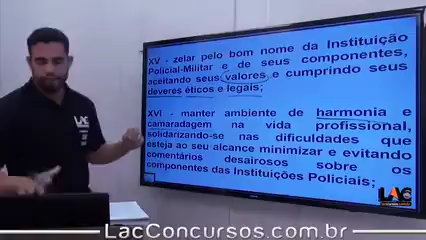 XV - zelar pelo bom nome da Instituição
Policial-Militar e de seus componentes,
aceitando seus valores e cumprindo seus
deveres éticos e legais;
XVI - manter ambiente de harmonia e
camaradagem na vida profissional,
solidarizando-se nas dificuldades que
esteja ao seu alcance minimizar e evitando
comentários desairosos sobre os
componentes das Instituições Policiais;
LAC
LAC
LacConcursos.com.br